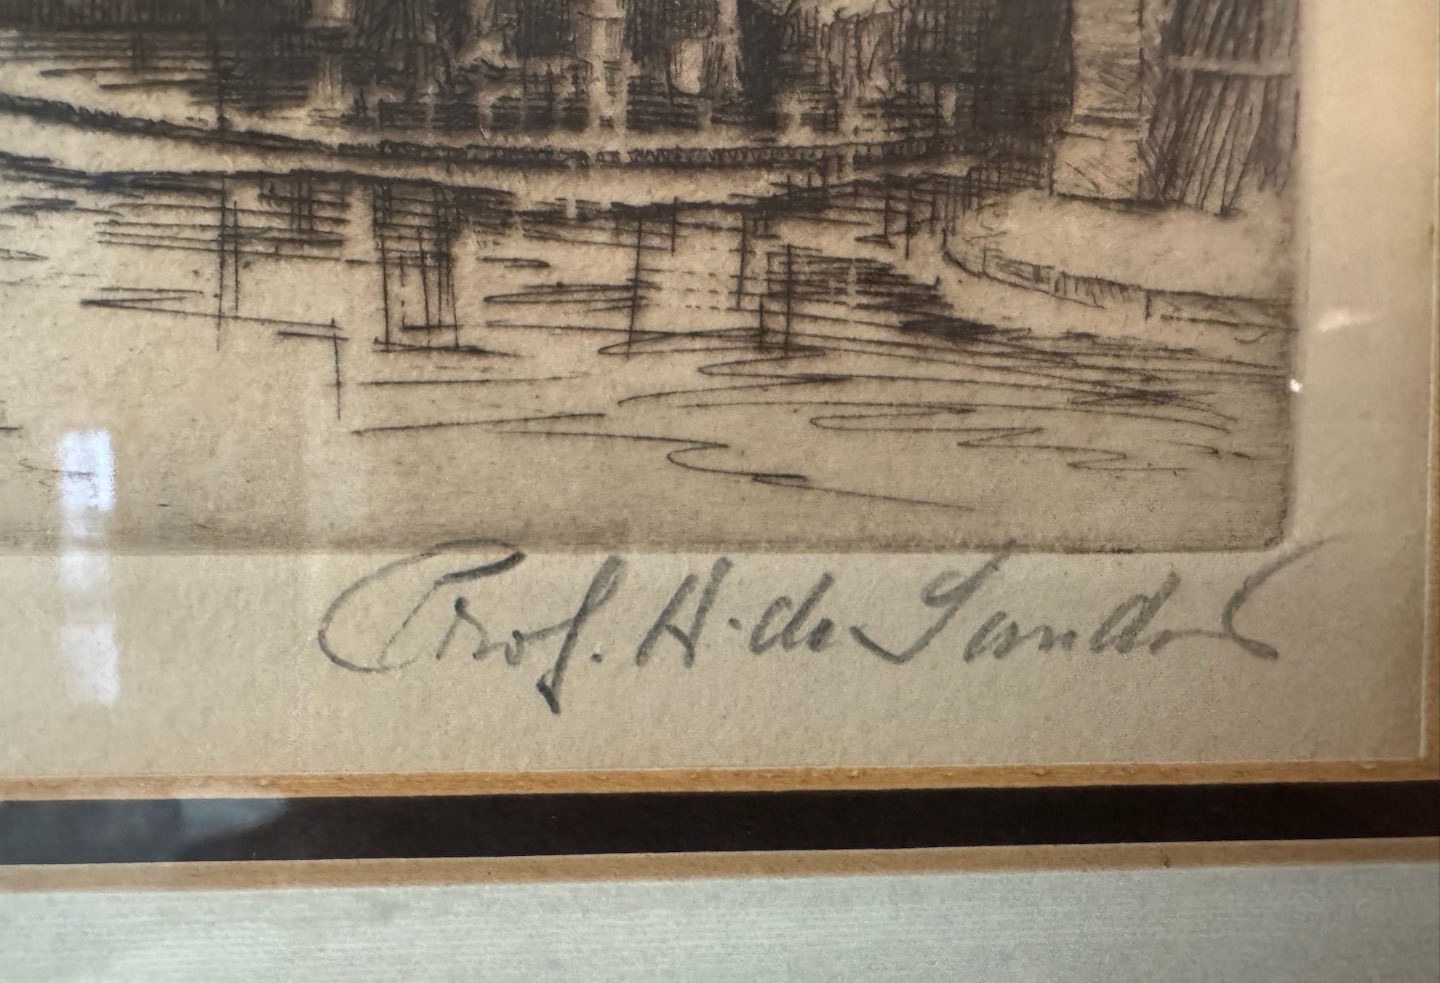 Prof. H. de Sandor